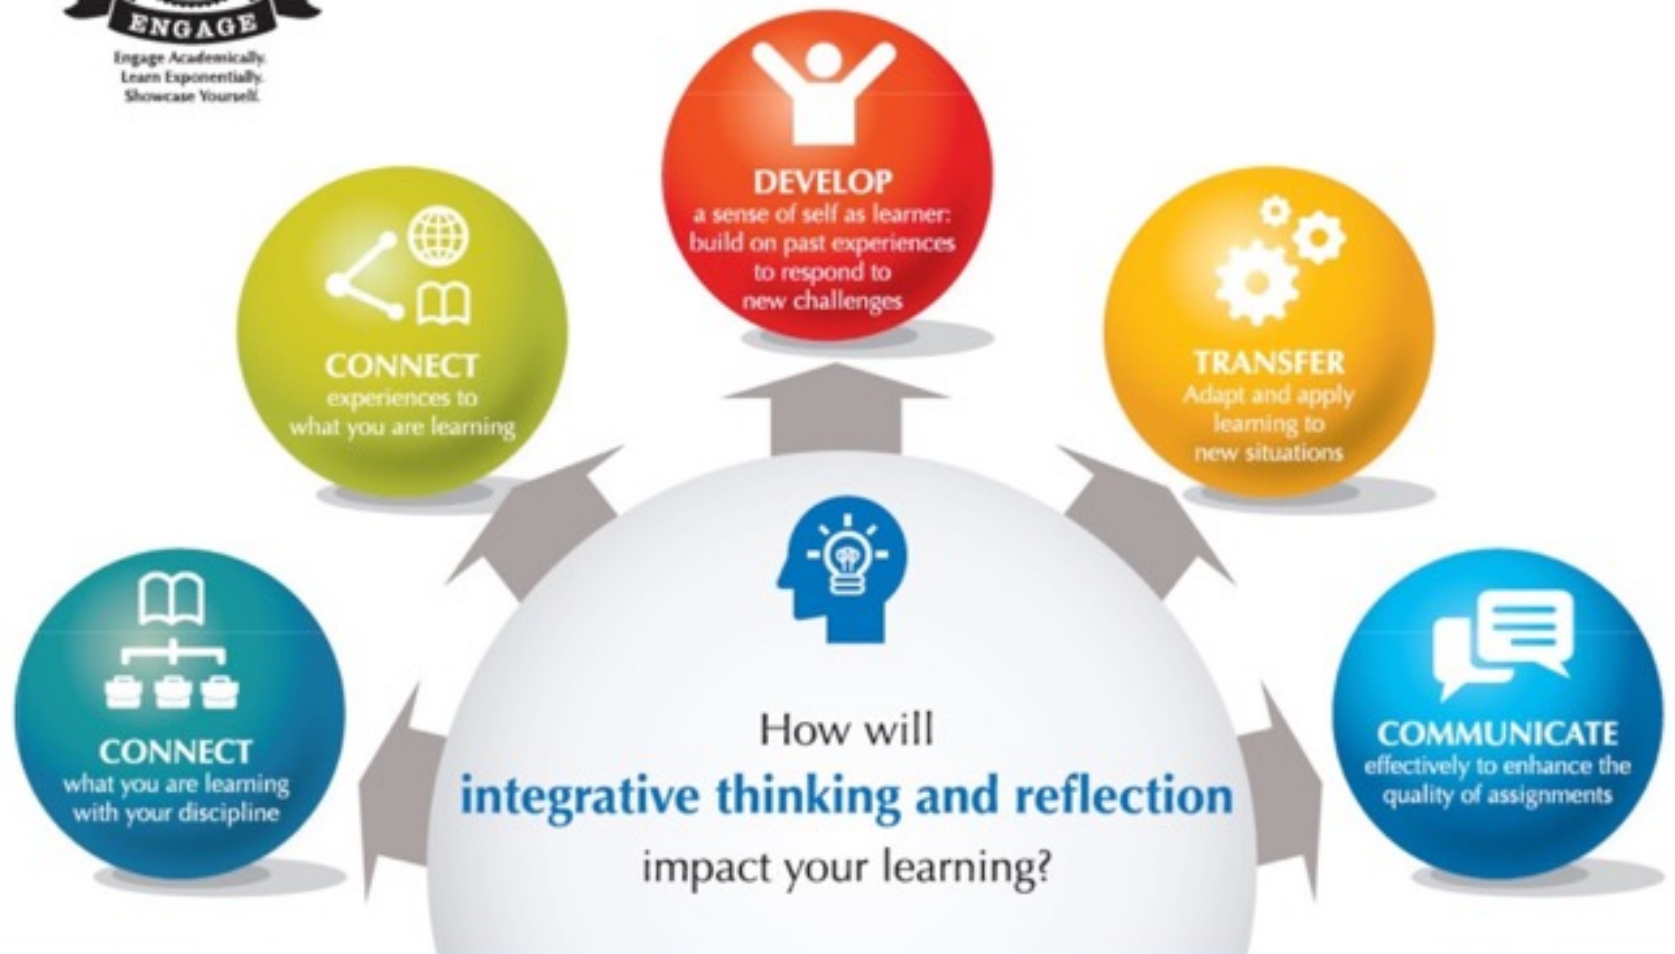 ENGAGE
Engage Academically.
Learn Exponentially.
Showcase Yourself.
CONNECT
what you are learning
with your discipline
CONNECT
experiences to
what you are learning
DEVELOP
a sense of self as learner:
build on past experiences
to respond to
new challenges
TRANSFER
Adapt and apply
learning to
new situations
COMMUNICATE
effectively to enhance the
quality of assignments
How will
integrative thinking and reflection
impact your learning?